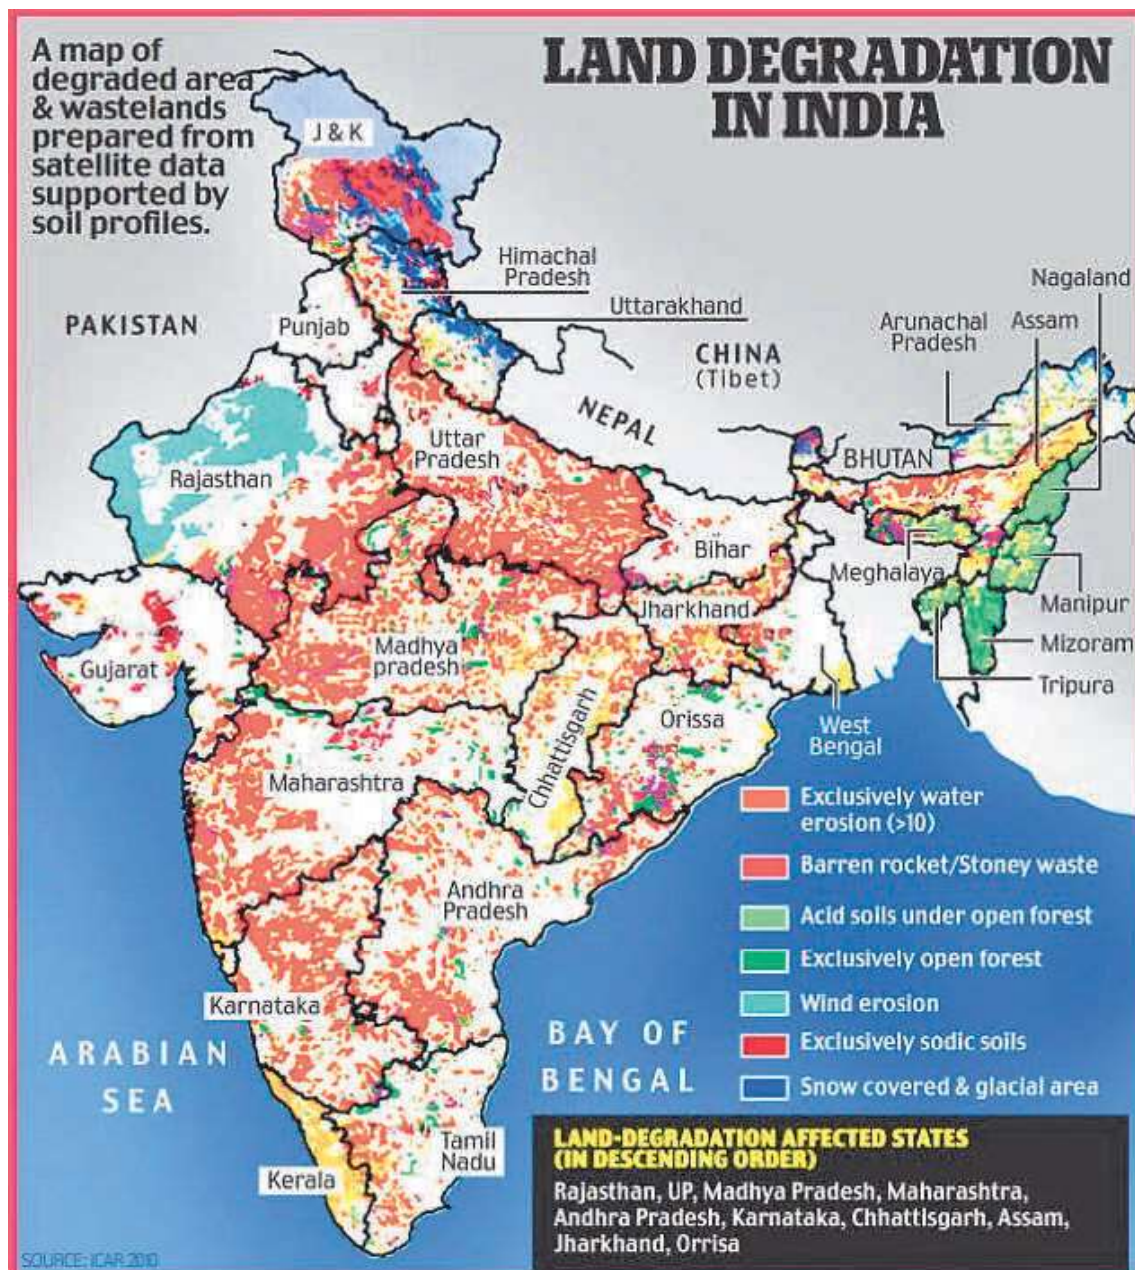 A map of
degraded area
& wastelands
prepared from
satellite data
supported by
soil profiles.
LAND DEGRADATION
IN INDIA
J & K
Himachal
Pradesh
Uttarakhand
Nagaland
Arunachal
Pradesh
Assam
PAKISTAN
Punjab
CHINA
(Tibet)
NEPAL
BHUTAN
Uttar
Pradesh
Rajasthan
Bihar
Meghalaya
Manipur
Jharkhand
Mizoram
Madhya
pradesh
Gujarat
Tripura
Orissa
West
Bengal
Chhattisgarh
Maharashtra
Exclusively water
erosion (>10)
Barren rocket/Stoney waste
Andhra
Pradesh
Acid soils under open forest
Exclusively open forest
Karnataka
Wind erosion
ARABIAN
SEA
BAY OF
BENGAL
Exclusively sodic soils
Snow covered & glacial area
Tamil
Nadu
Kerala
LAND-DEGRADATION AFFECTED STATES
(IN DESCENDING ORDER)
Rajasthan, UP, Madhya Pradesh, Maharashtra,
Andhra Pradesh, Karnataka, Chhattisgarh, Assam,
Jharkhand, Orrisa
SOURCE: ICAR 2010